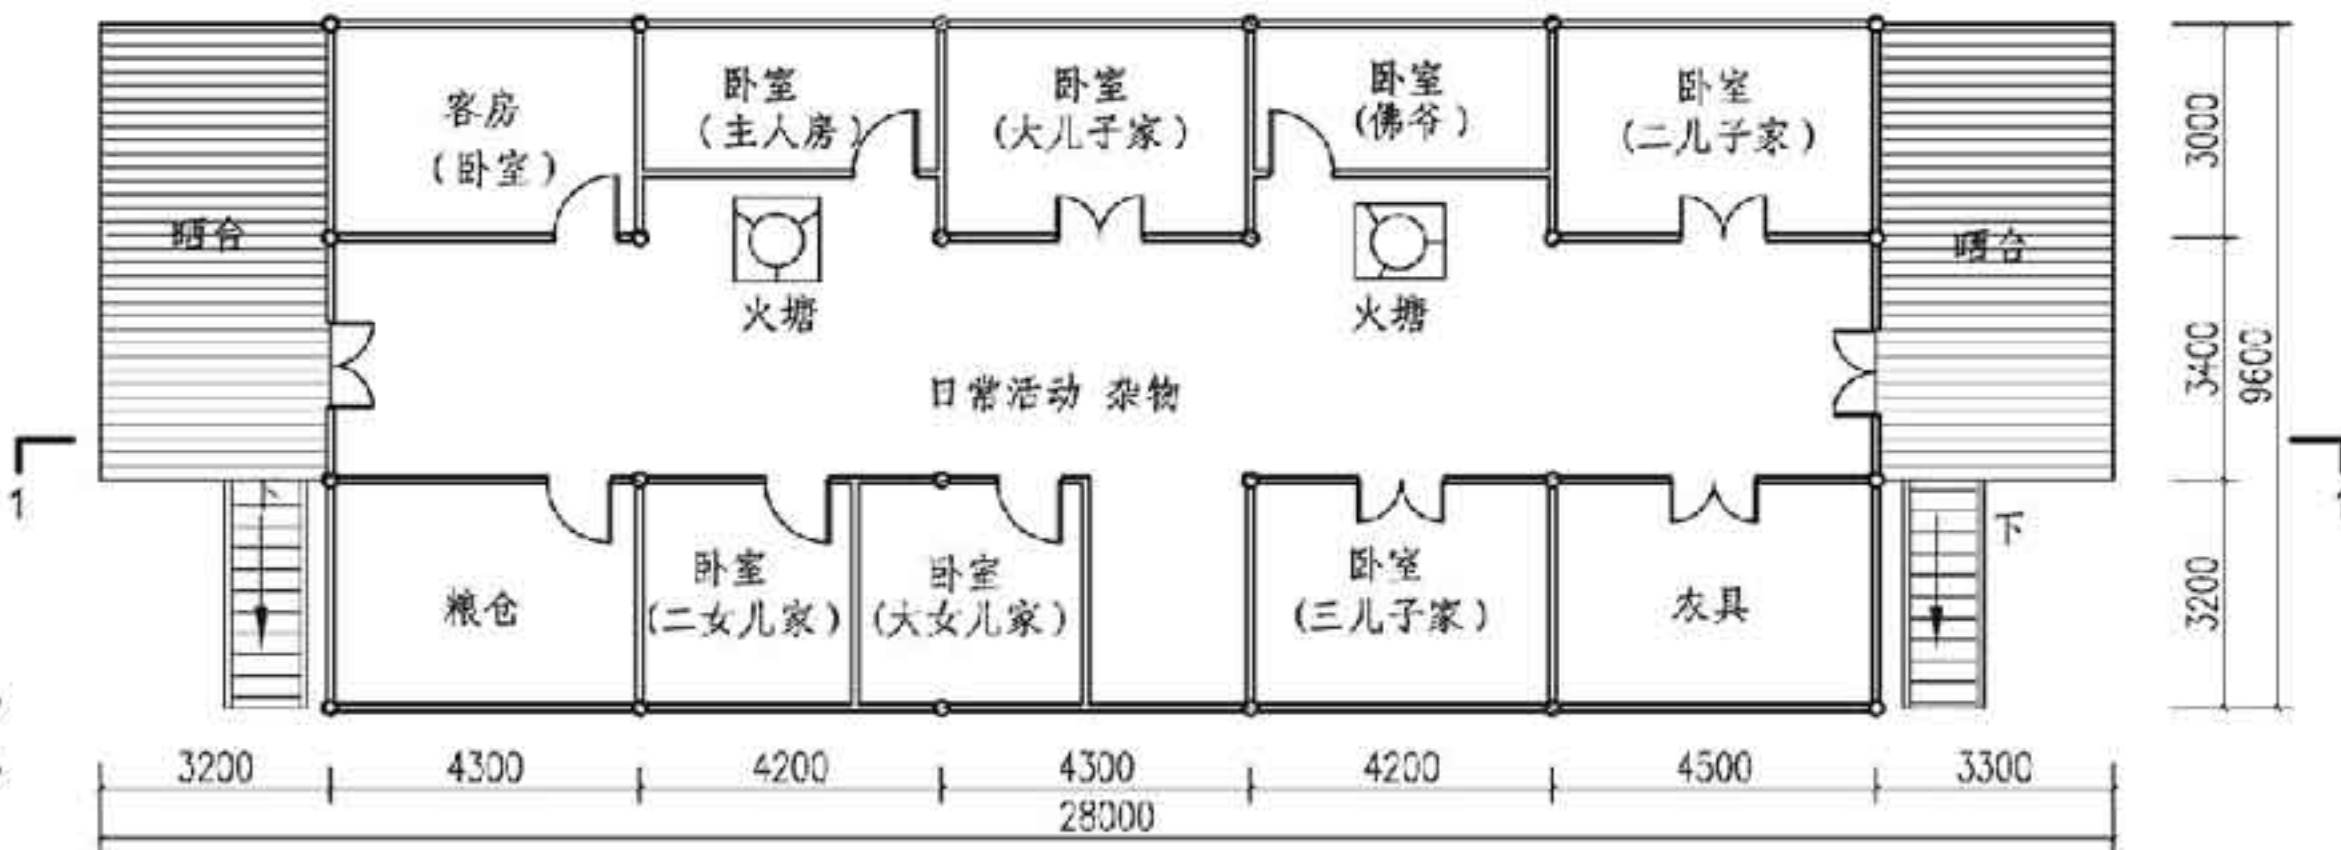 客房
（卧室）
卧室
（主人房）
卧室
（大儿子家）
卧室
（佛爷）
卧室
（二儿子家）
晒台
晒台
火塘
火塘
日常活动 杂物
1
下
下
粮仓
卧室
（二女儿家）
卧室
（大女儿家）
卧室
（三儿子家）
农具
3000
3400
3200
9600
3200
4300
4200
4300
4200
4500
3300
28000